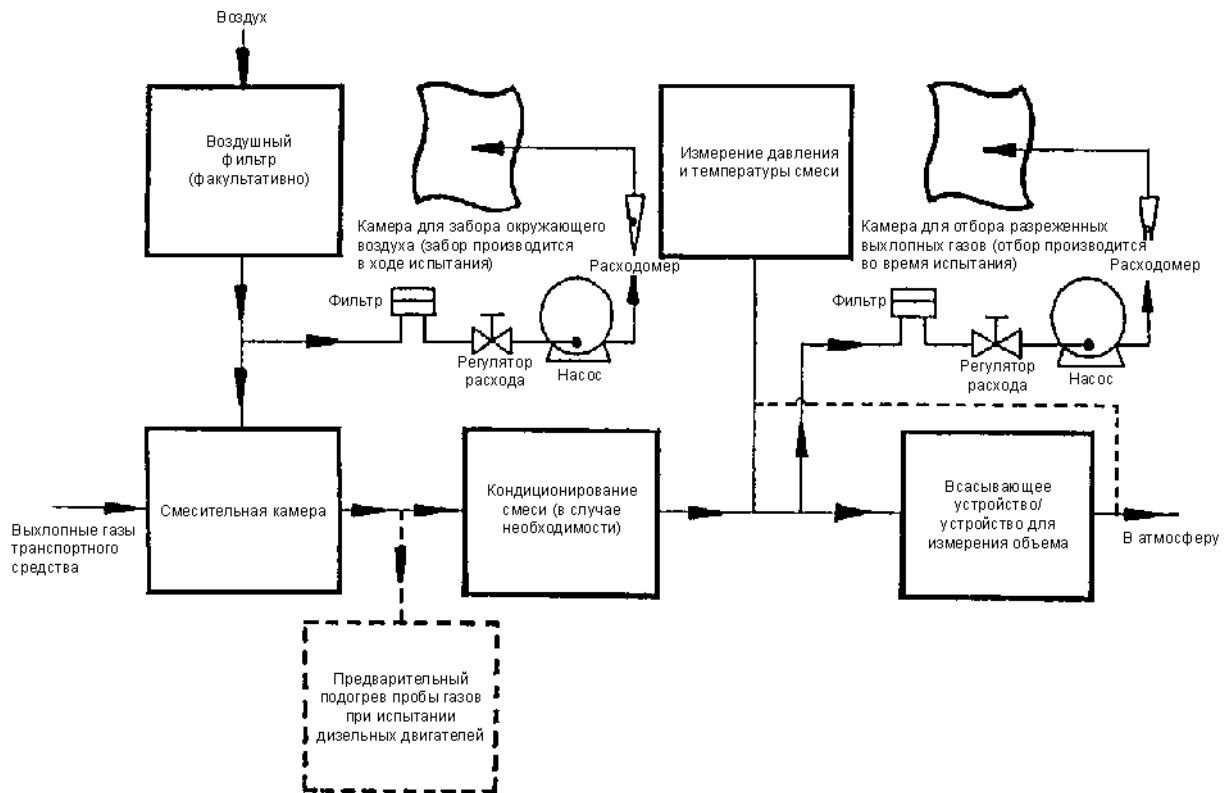 Воздух
Воздушный
фильтр
(факультативно)
Измерение давления
и температуры смеси
Камера для забора окружающего
воздуха (забор производится
в ходе испытания)
Расходомер
Камера для отбора разреженных
выхлопных газов (отбор производится
во время испытания)
Расходомер
Фильтр
Регулятор
расхода
Насос
Фильтр
Регулятор
расхода
Насос
Выхлопные газы
транспортного
средства
Смесительная камера
Кондиционирование
смеси (в случае
необходимости)
Всасывающее
устройство/
устройство для
измерения объема
В атмосферу
Предварительный
подогрев пробы газов
при испытании
дизельных двигателей